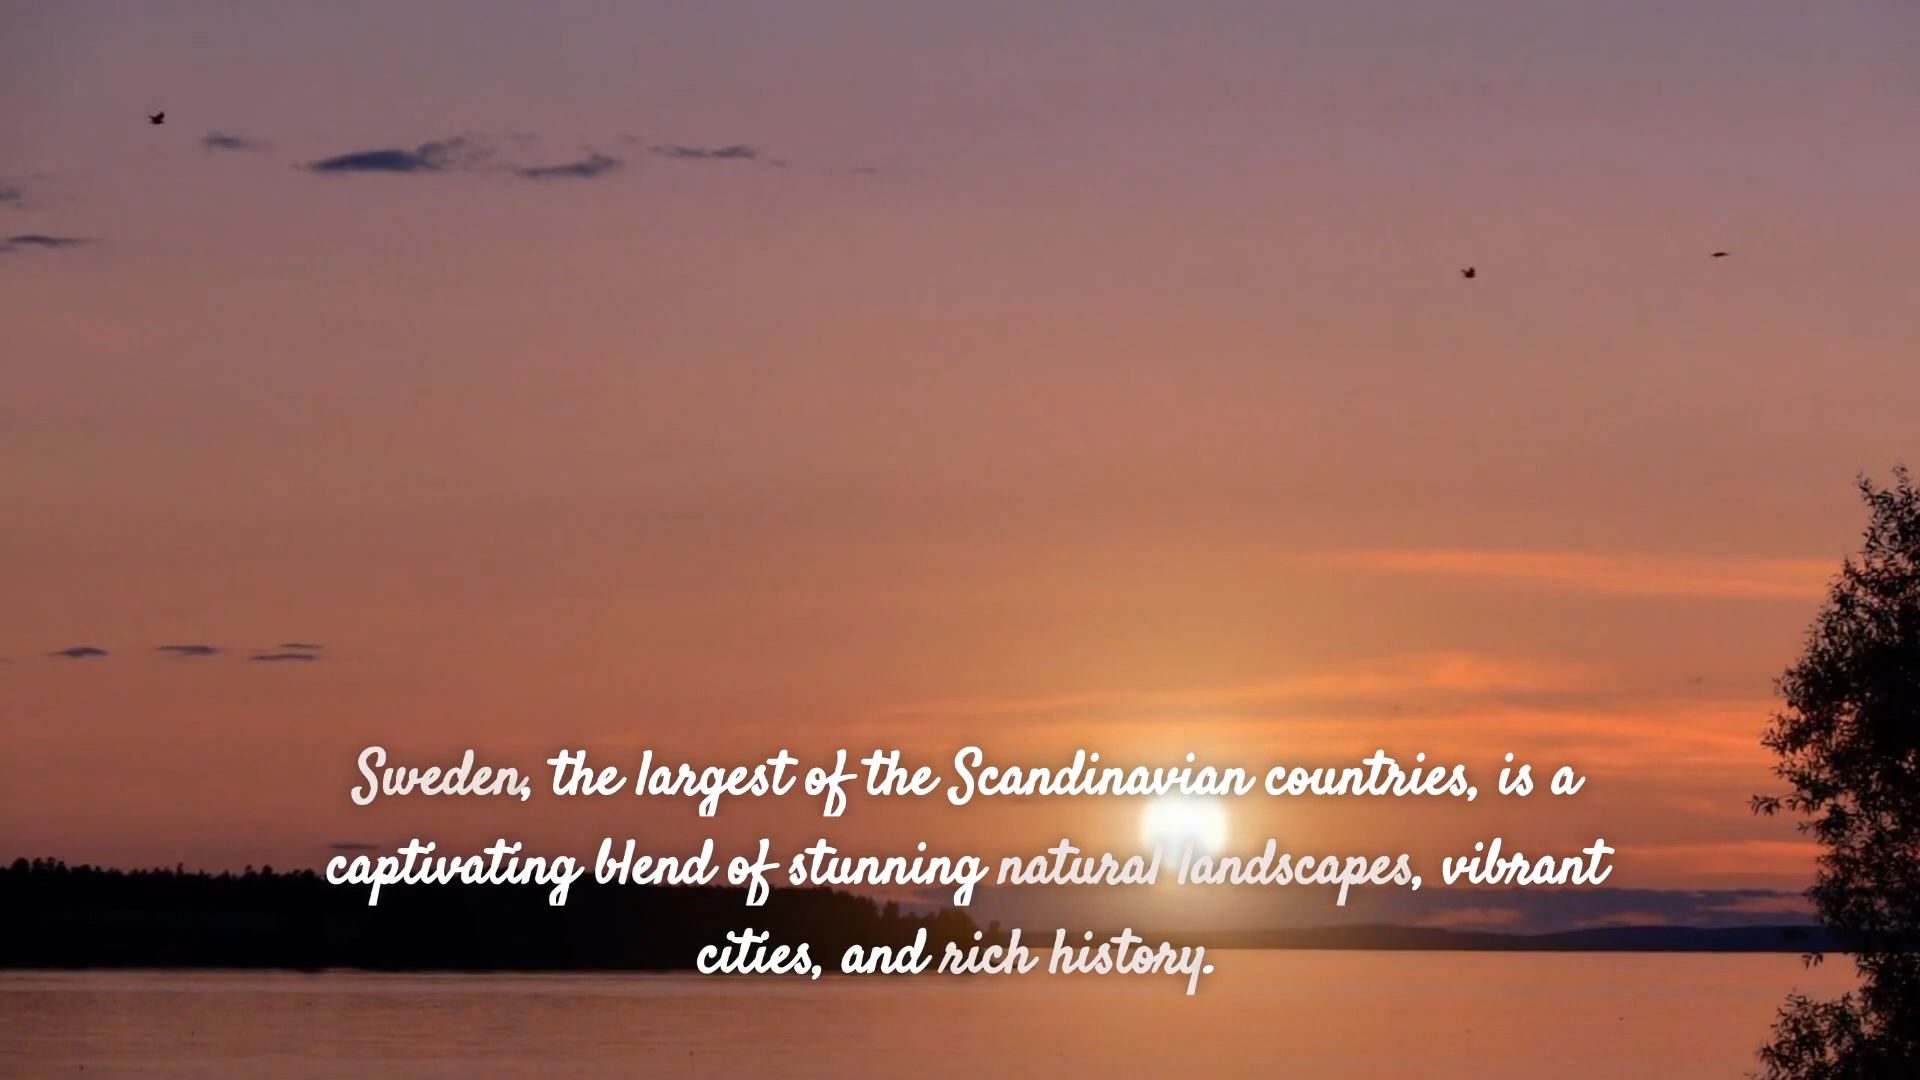 Sweden, the largest of the Scandinavian countries, is a
captivating blend of stunning natural landscapes, vibrant
cities, and rich history.